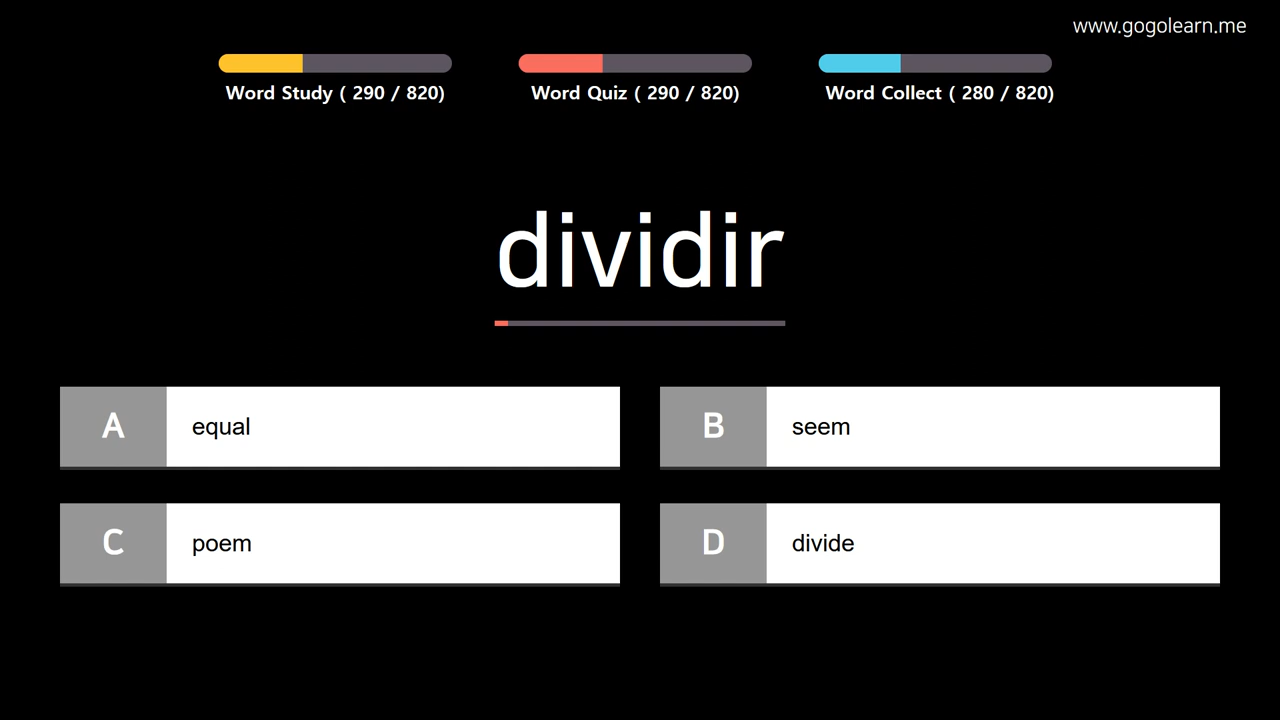 www.gogolearn.me
Word Study ( 290 / 820)
Word Quiz ( 290 / 820)
Word Collect ( 280 / 820)
dividir
A equal
B seem
C poem
D divide